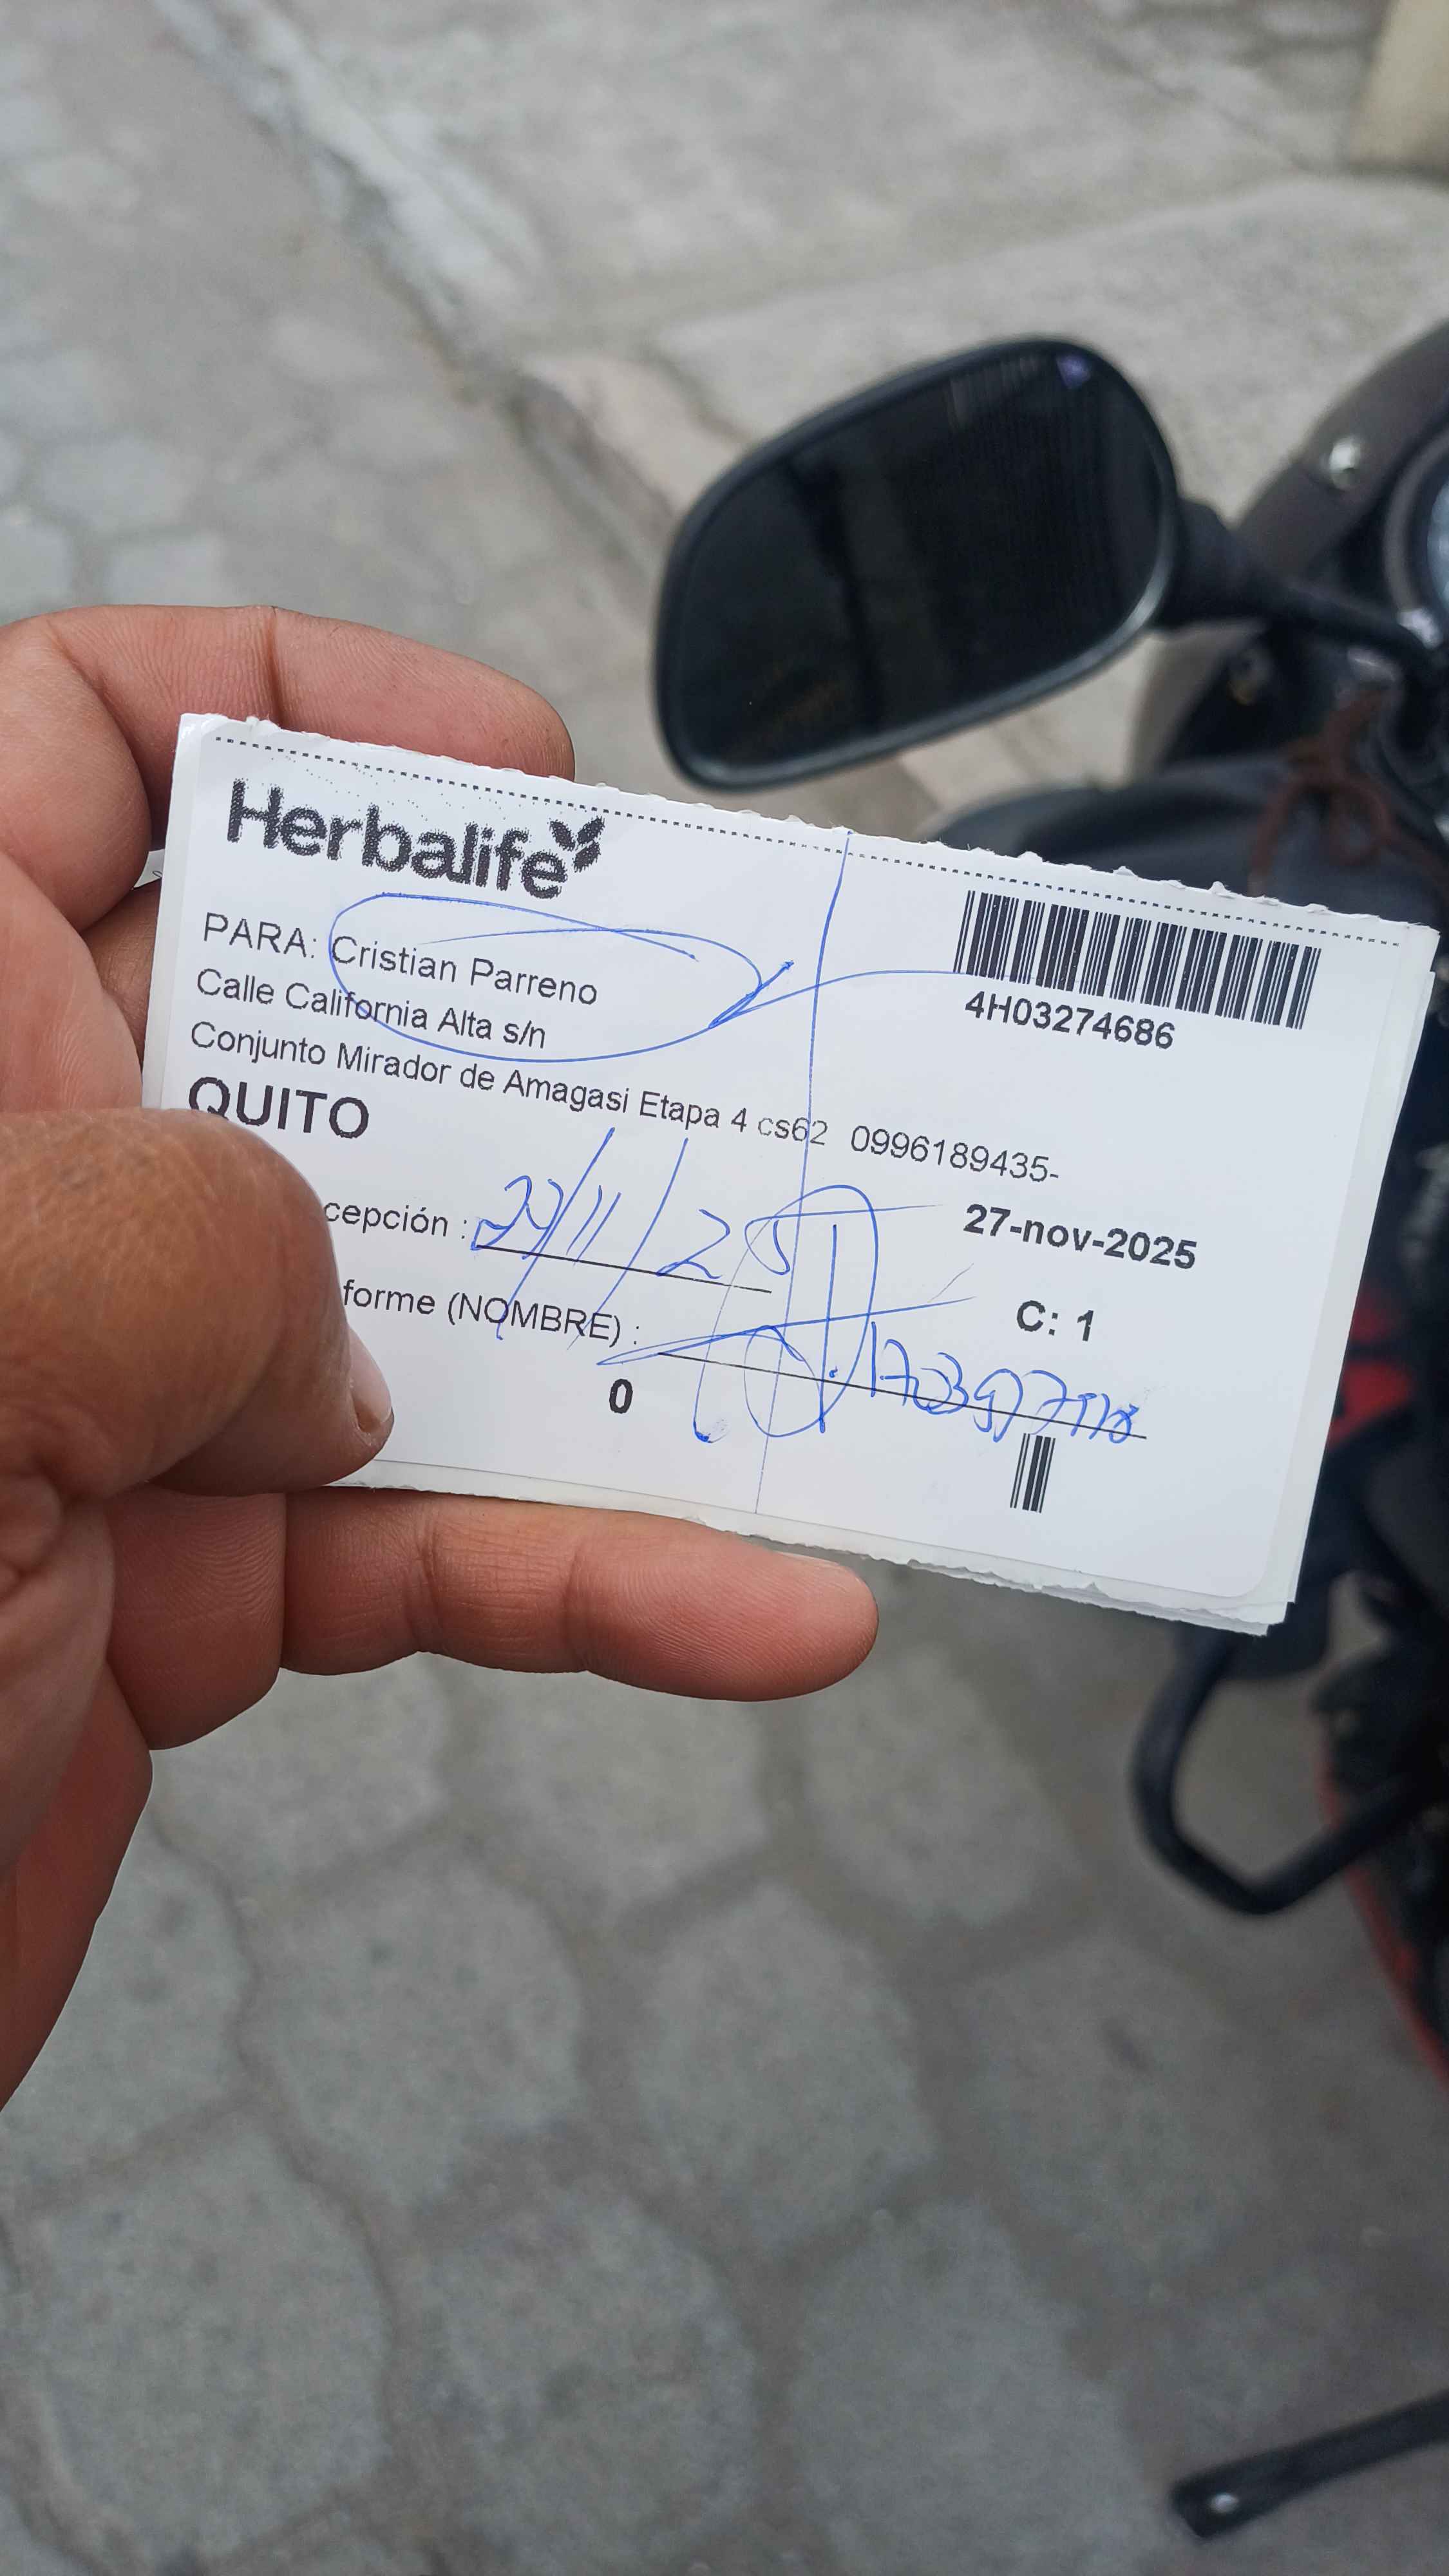 Herbalife
PARA: Cristian Parreno
Calle California Alta s/n
Conjunto Mirador de Amagasi Etapa 4 cs62 0996189435-
QUITO
4H03274686
cepción : /11/25
27-nov-2025
forme (NOMBRE) :
C: 1
0